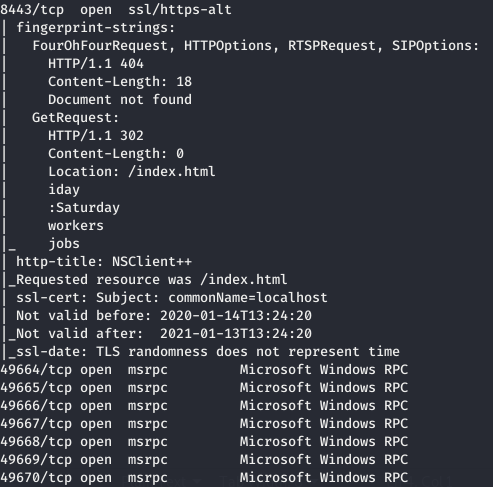 8443/tcp  open  ssl/https-alt
| fingerprint-strings:
|   FourOhFourRequest, HTTPOptions, RTSPRequest, SIPOptions:
|     HTTP/1.1 404
|     Content-Length: 18
|     Document not found
|   GetRequest:
|     HTTP/1.1 302
|     Content-Length: 0
|     Location: /index.html
|     iday
|     :Saturday
|     workers
|_    jobs
| http-title: NSClient++
|_Requested resource was /index.html
| ssl-cert: Subject: commonName=localhost
| Not valid before: 2020-01-14T13:24:20
|_Not valid after:  2021-01-13T13:24:20
|_ssl-date: TLS randomness does not represent time
49664/tcp open  msrpc         Microsoft Windows RPC
49665/tcp open  msrpc         Microsoft Windows RPC
49666/tcp open  msrpc         Microsoft Windows RPC
49667/tcp open  msrpc         Microsoft Windows RPC
49668/tcp open  msrpc         Microsoft Windows RPC
49669/tcp open  msrpc         Microsoft Windows RPC
49670/tcp open  msrpc         Microsoft Windows RPC